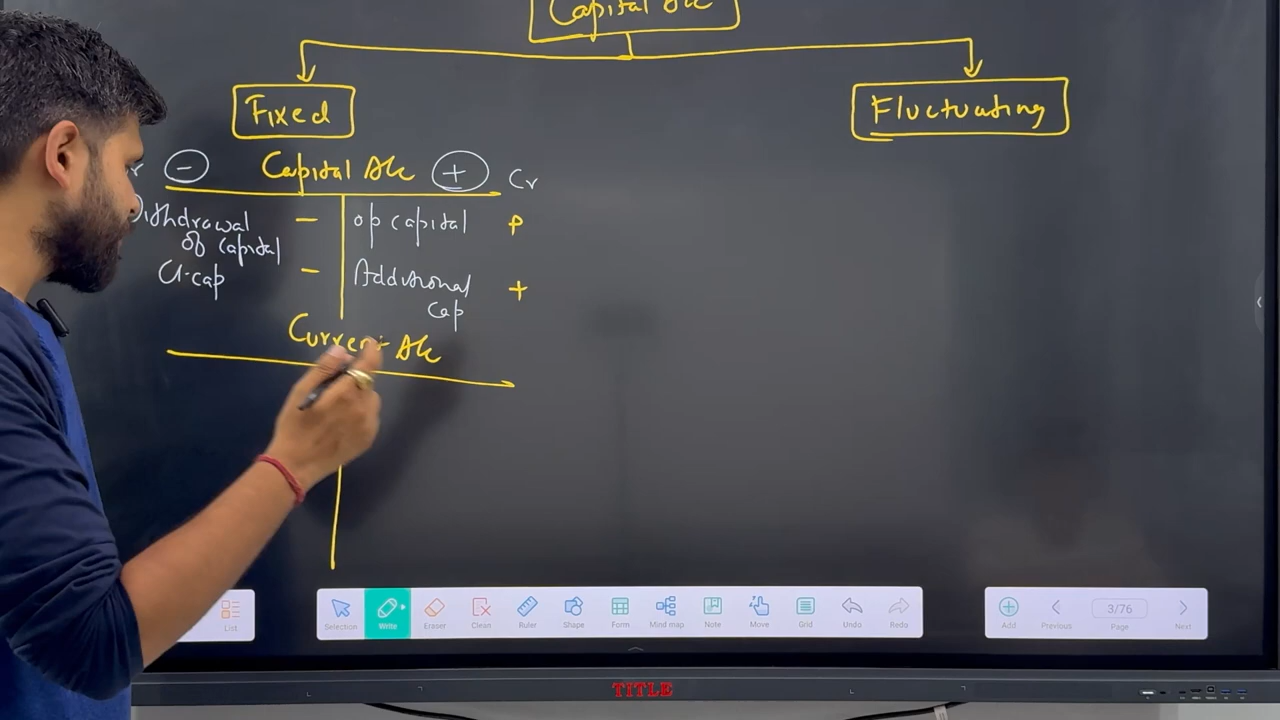 Capital A/c
Fixed
Fluctuating
- Capital A/c + Cr
Withdrawal
of capital -
Cl-cap -
op capital P
Additional
cap +
Current A/c
List
Selection
Write
Eraser
Clean
Ruler
Shape
Form
Mind map
Note
Move
Grid
Undo
Redo
Add
Previous
3/76
Page
Next
TITLE